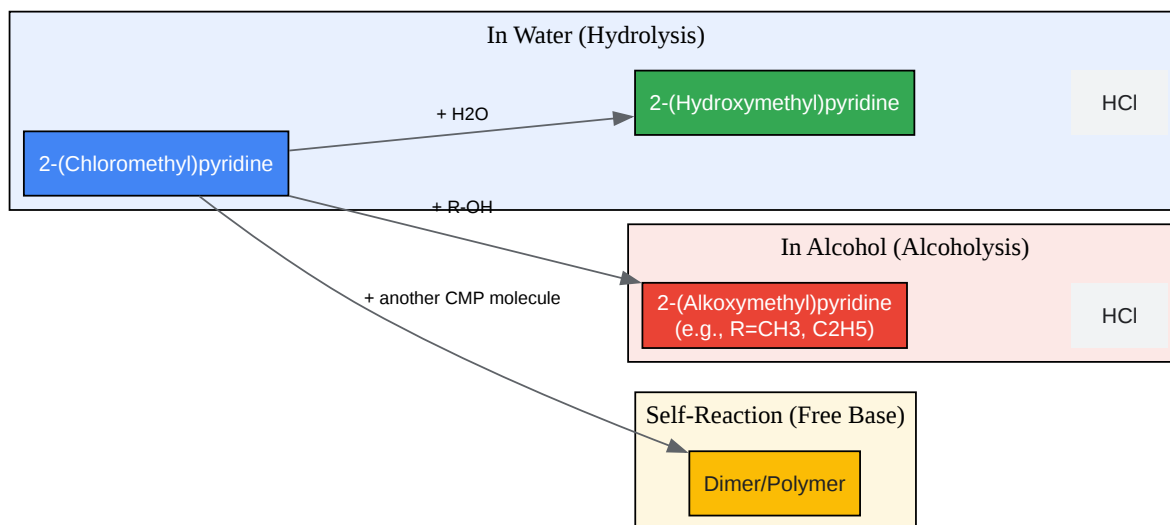 In Water (Hydrolysis)
2-(Hydroxymethyl)pyridine
HCl
+ H2O
2-(Chloromethyl)pyridine
+ R-OH
In Alcohol (Alcoholysis)
2-(Alkoxymethyl)pyridine
(e.g., R=CH3, C2H5)
HCl
+ another CMP molecule
Self-Reaction (Free Base)
Dimer/Polymer